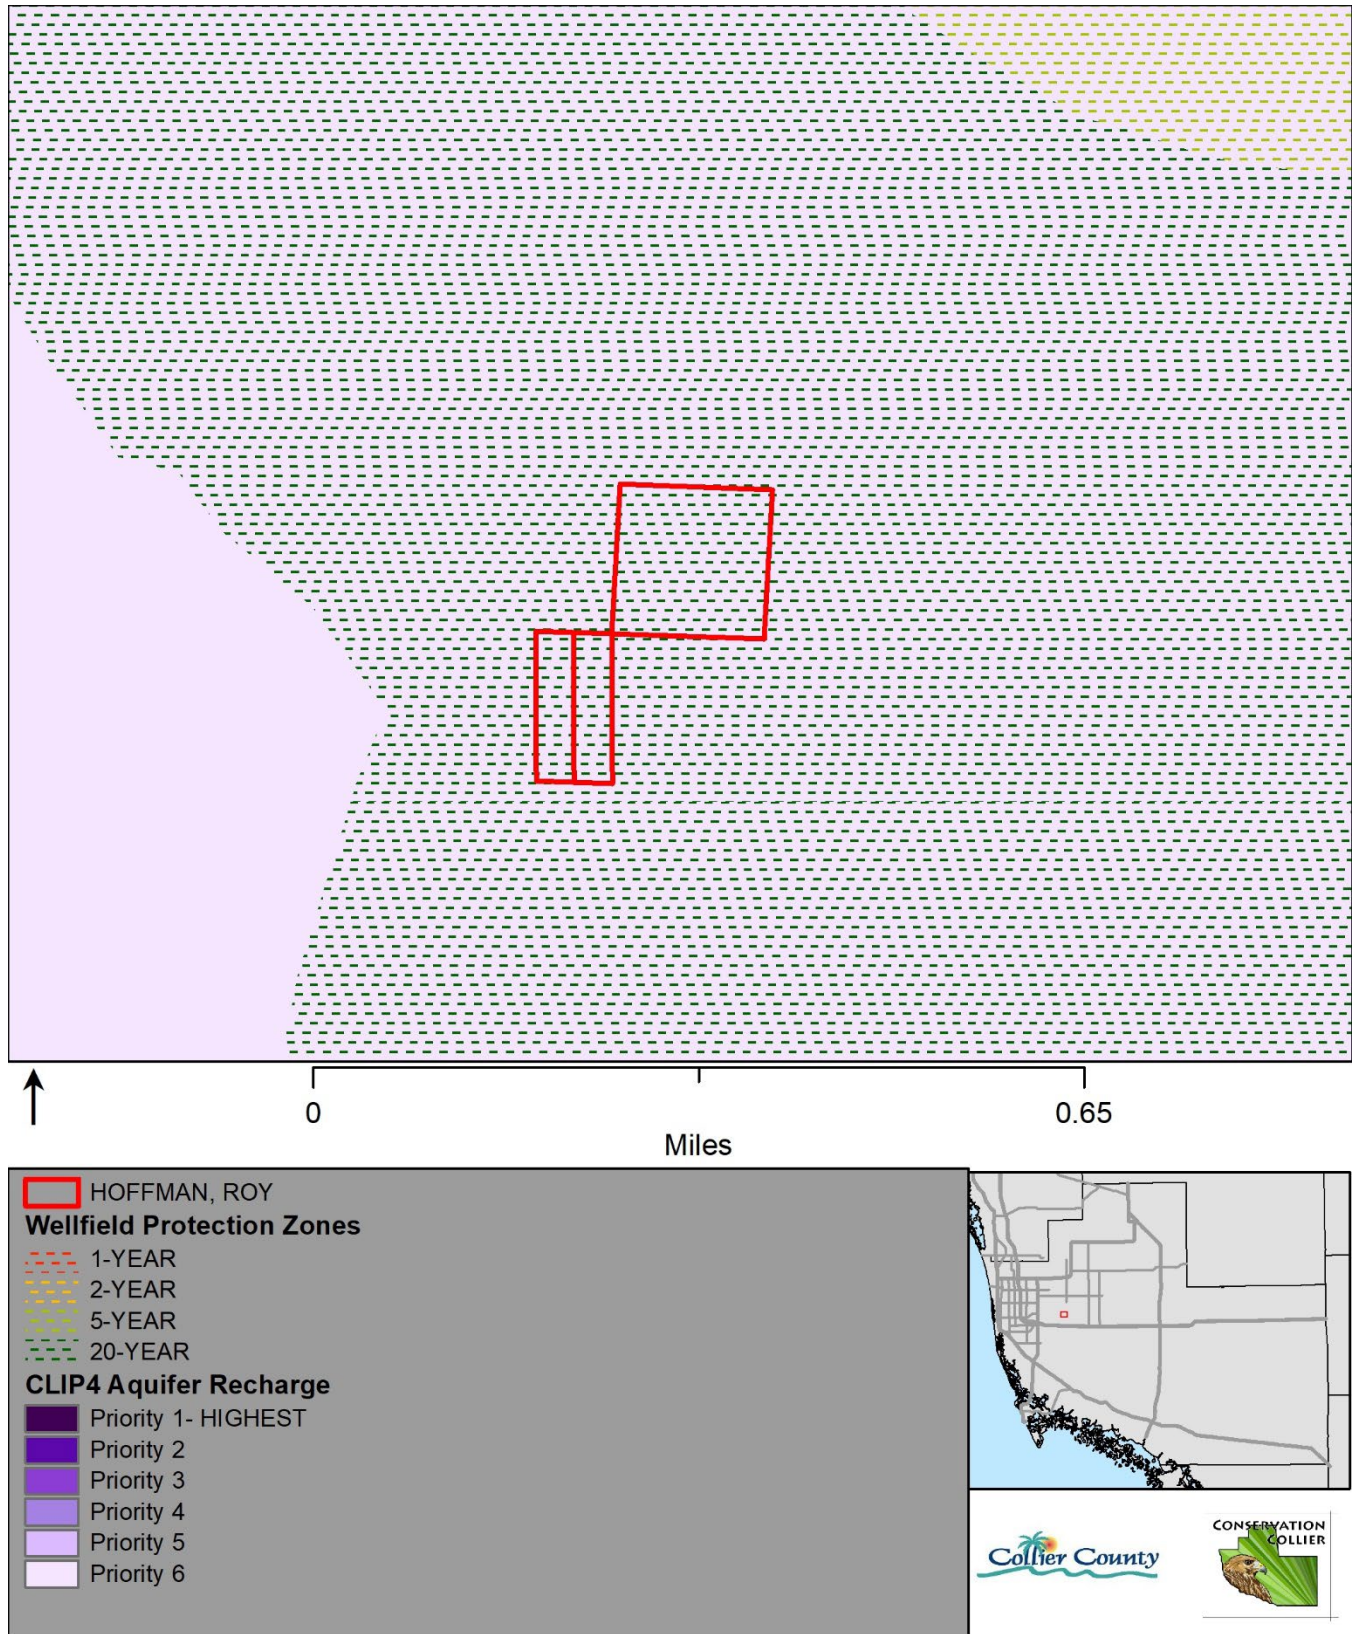 0
0.65
Miles
HOFFMAN, ROY
Wellfield Protection Zones
1-YEAR
2-YEAR
5-YEAR
20-YEAR
CLIP4 Aquifer Recharge
Priority 1- HIGHEST
Priority 2
Priority 3
Priority 4
Priority 5
Priority 6
Collier County
CONSERVATION
COLLIER